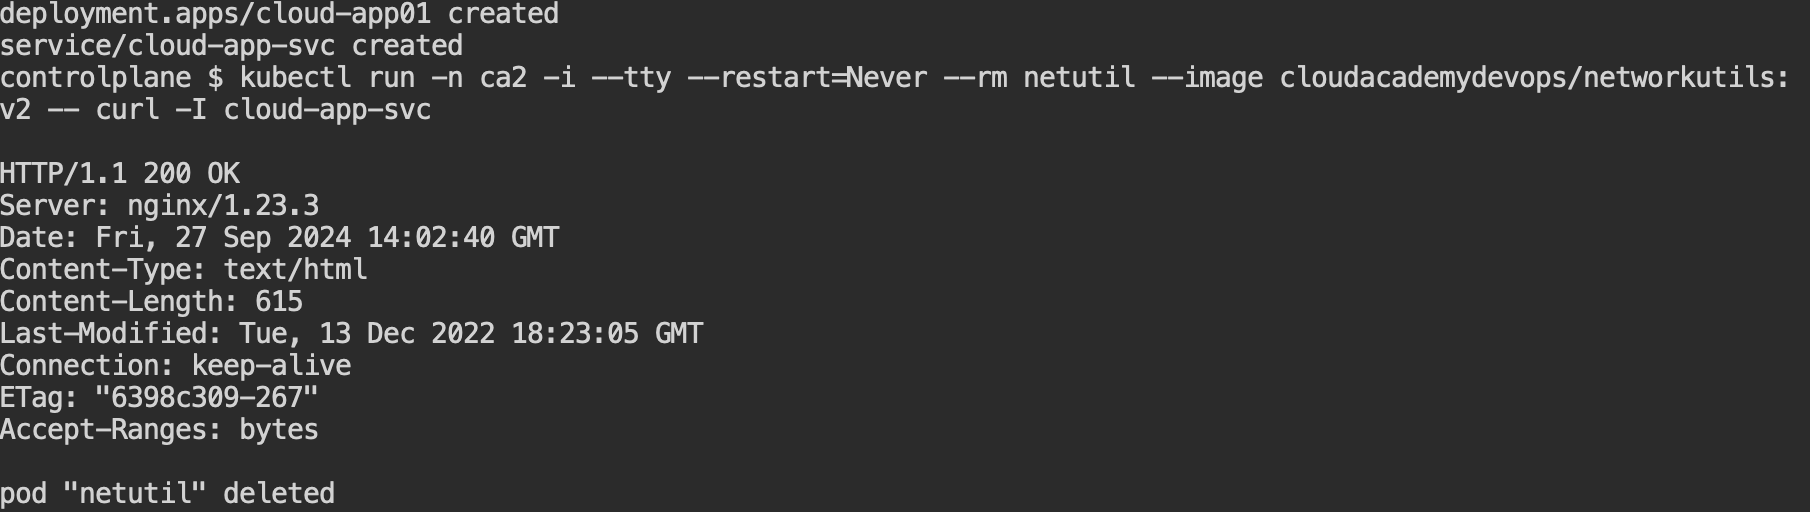 deployment.apps/cloud-app01 created
service/cloud-app-svc created
controlplane $ kubectl run -n ca2 -i --tty --restart=Never --rm netutil --image cloudacademydevops/networkutils:
v2 -- curl -I cloud-app-svc
HTTP/1.1 200 OK
Server: nginx/1.23.3
Date: Fri, 27 Sep 2024 14:02:40 GMT
Content-Type: text/html
Content-Length: 615
Last-Modified: Tue, 13 Dec 2022 18:23:05 GMT
Connection: keep-alive
ETag: "6398c309-267"
Accept-Ranges: bytes
pod "netutil" deleted